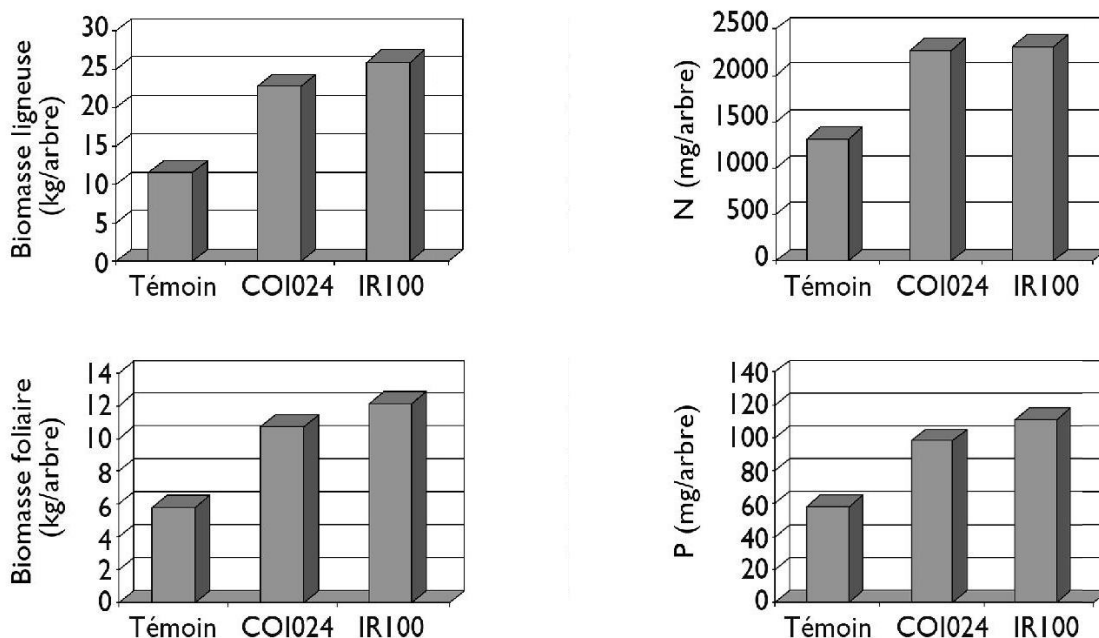 Biomasse ligneuse
(kg/arbre)
30
25
20
15
10
5
0
Témoin COI024 IR100
N (mg/arbre)
2500
2000
1500
1000
500
0
Témoin COI024 IR100
Biomasse foliaire
(kg/arbre)
14
12
10
8
6
4
2
0
Témoin COI024 IR100
P (mg/arbre)
140
120
100
80
60
40
20
0
Témoin COI024 IR100